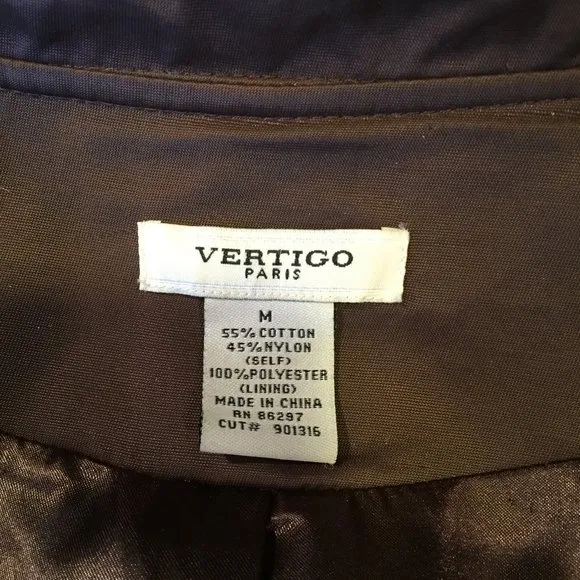 VERTIGO
PARIS
M
55% COTTON
45% NYLON
(SELF)
100% POLYESTER
(LINING)
MADE IN CHINA
RN 86297
CUT# 901316